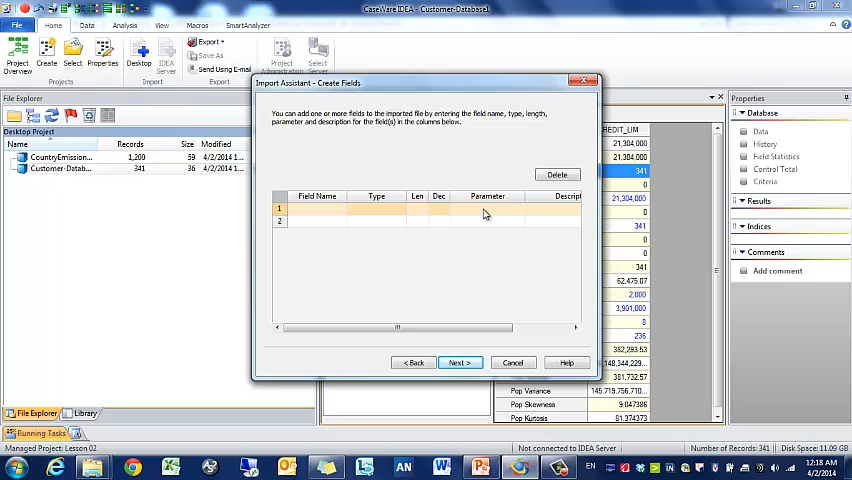 CaseWare IDEA - Customer-Database1
File Home Data Analysis View Macros SmartAnalyzer
Project Overview
Create
Select
Properties
Projects
Desktop
IDEA Server
Import
Export
Save As
Send Using E-mail
Export
Project Administration
Select Server
File Explorer
Desktop Project
Name Records Size Modified
CountryEmission... 1,200 59 4/2/2014 1...
Customer-Datab... 341 36 4/2/2014 1...
Import Assistant - Create Fields
You can add one or more fields to the imported file by entering the field name, type, length,
parameter and description for the field(s) in the columns below.
Delete
Field Name Type Len Dec Parameter Descript
1
2
< Back Next > Cancel Help
REDIT_LIM
21,304,000
21,304,000
341
0
21,304,000
341
0
0
341
62,475.07
2,000
3,901,000
8
236
382,293.53
148,344,229...
381,732.57
Pop Variance 145,719,756,710...
Pop Skewness 9.047386
Pop Kutosis 81.374373
Properties
Database
Data
History
Field Statistics
Control Total
Criteria
Results
Indices
Comments
Add comment
File Explorer Library
Running Tasks
Managed Project: Lesson 02 Not connected to IDEA Server Number of Records: 341 Disk Space: 11.09 GB
EN
12:18 AM
4/2/2014